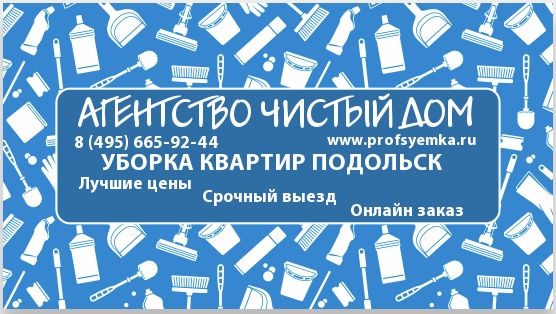 АГЕНТСТВО ЧИСТЫЙ ДОМ
8 (495) 665-92-44 www.profsyemka.ru
УБОРКА КВАРТИР ПОДОЛЬСК
Лучшие цены
Срочный выезд
Онлайн заказ